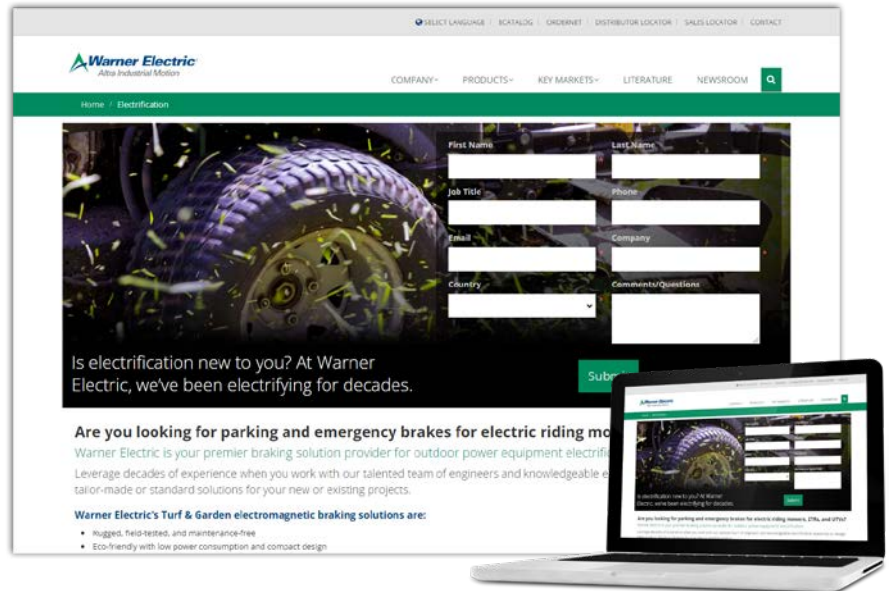 SELECT LANGUAGE | ECATALOG | ORDERNET | DISTRIBUTOR LOCATOR | SALES LOCATOR | CONTACT
Warner Electric
Altra Industrial Motion
COMPANY PRODUCTS KEY MARKETS LITERATURE NEWSROOM
Home / Electrification
First Name Last Name
Job Title Phone
Email Company
Country Comments/Questions
Is electrification new to you? At Warner
Electric, we've been electrifying for decades.
Are you looking for parking and emergency brakes for electric riding mo
Warner Electric is your premier braking solution provider for outdoor power equipment electrific
Leverage decades of experience when you work with our talented team of engineers and knowledgeable e
tailor-made or standard solutions for your new or existing projects.
Warner Electric's Turf & Garden electromagnetic braking solutions are:
• Rugged, field-tested, and maintenance-free
• Eco-friendly with low power consumption and compact design
Warner Electric
Is electrification new to you? At Warner
Electric, we've been electrifying for decades.
Submit
Are you looking for parking and emergency brakes for electric riding mowers, ZTRs, and UTVs?